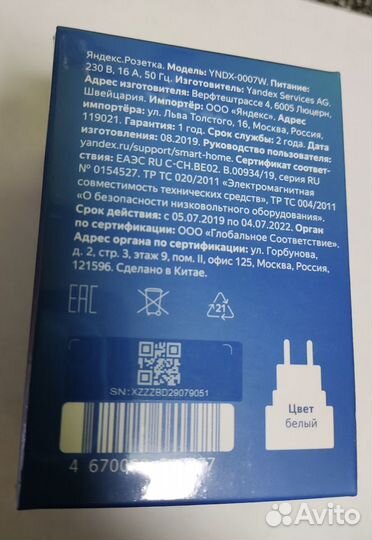 Яндекс.Розетка. Модель: YNDX-0007W. Питание:
230 В, 16 А, 50 Гц. Изготовитель: Yandex Services AG.
Адрес изготовителя: Верфтештрассе 4, 6005 Люцерн,
Швейцария. Импортёр: ООО «Яндекс». Адрес
импортёра: ул. Льва Толстого, 16, Москва, Россия,
119021. Гарантия: 1 год. Срок службы: 2 года. Дата
изготовления: 08.2019. Руководство пользователя:
yandex.ru/support/smart-home. Сертификат соответ-
ствия: ЕАЭС RU C-CH.BE02. B.00934/19, серия RU
№ 0154527. ТР ТС 020/2011 «Электромагнитная
совместимость технических средств», ТР ТС 004/2011
«О безопасности низковольтного оборудования».
Срок действия: с 05.07.2019 по 04.07.2022. Орган
по сертификации: ООО «Глобальное Соответствие».
Адрес органа по сертификации: ул. Горбунова,
д. 2, стр. 3, этаж 9, пом. II, офис 125, Москва, Россия,
121596. Сделано в Китае.
EAC
21
SN: XZZZBD29079051
Цвет
белый
4 6700
7
Avito